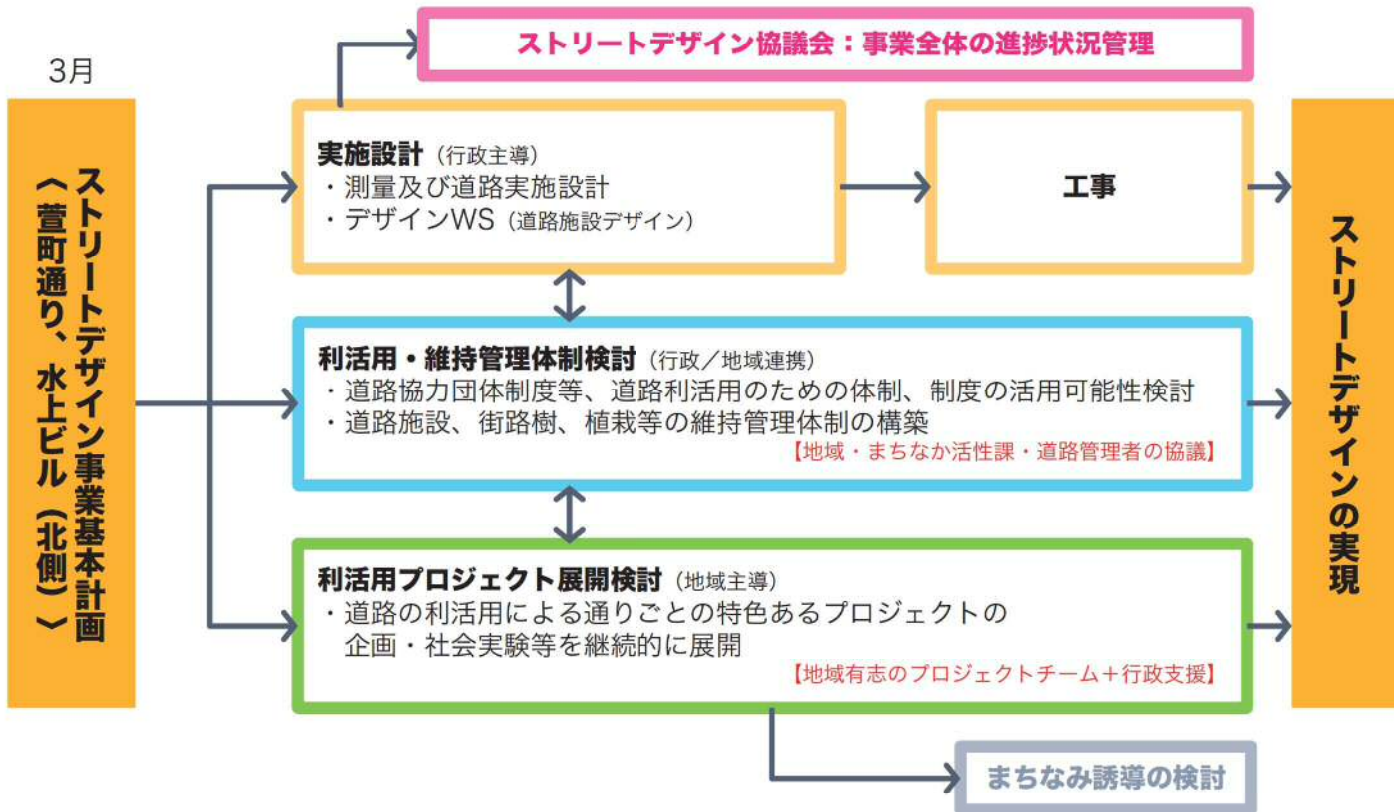 ストリートデザイン協議会：事業全体の進捗状況管理
3月
ストリートデザイン事業基本計画
〈萱町通り、水上ビル（北側）〉
実施設計（行政主導）
・測量及び道路実施設計
・デザインWS（道路施設デザイン）
工事
利活用・維持管理体制検討（行政／地域連携）
・道路協力団体制度等、道路利活用のための体制、制度の活用可能性検討
・道路施設、街路樹、植栽等の維持管理体制の構築
【地域・まちなか活性課・道路管理者の協議】
利活用プロジェクト展開検討（地域主導）
・道路の利活用による通りごとの特色あるプロジェクトの
企画・社会実験等を継続的に展開
【地域有志のプロジェクトチーム＋行政支援】
まちなみ誘導の検討
ストリートデザインの実現